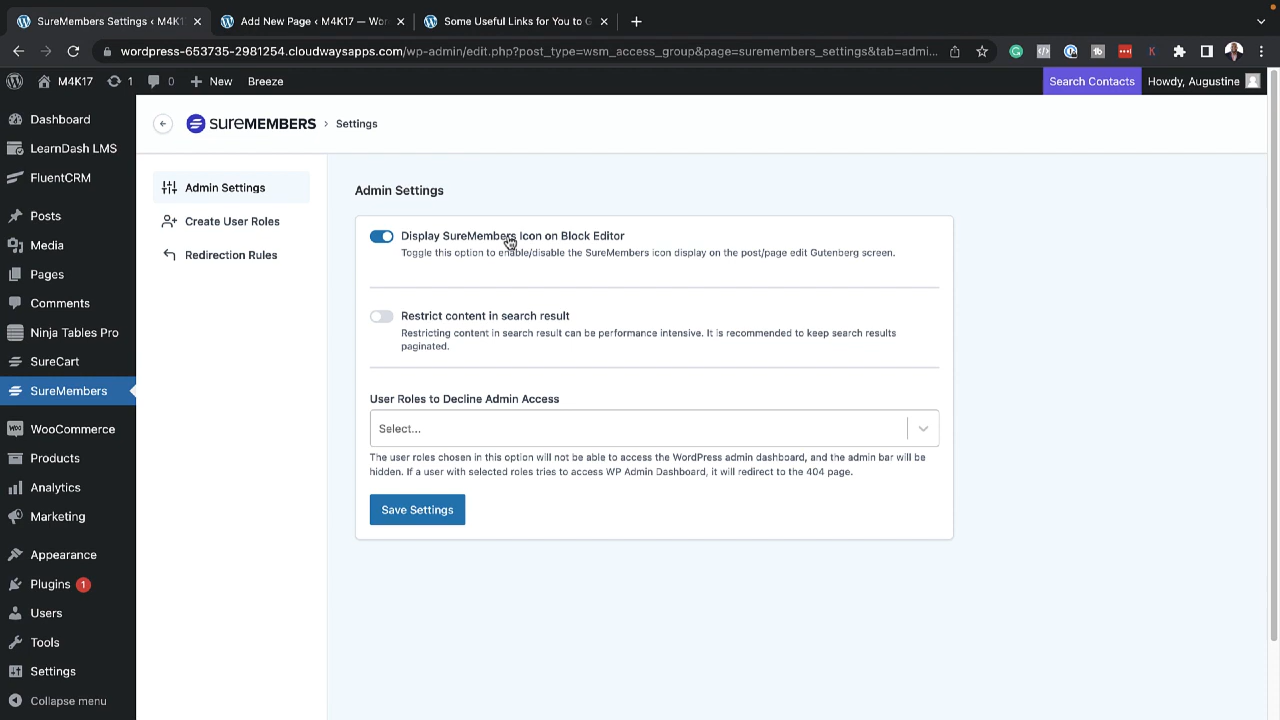 SureMembers Settings ‹ M4K1
Add New Page ‹ M4K17 — Wor
Some Useful Links for You to G
wordpress-653735-2981254.cloudwaysapps.com/wp-admin/edit.php?post_type=wsm_access_group&page=suremembers_settings&tab=admi...
M4K17
1
0
New
Breeze
Search Contacts
Howdy, Augustine
Dashboard
LearnDash LMS
FluentCRM
Posts
Media
Pages
Comments
Ninja Tables Pro
SureCart
SureMembers
WooCommerce
Products
Analytics
Marketing
Appearance
Plugins 1
Users
Tools
Settings
Collapse menu
SUREMEMBERS › Settings
Admin Settings
Create User Roles
Redirection Rules
Admin Settings
Display SureMembers Icon on Block Editor
Toggle this option to enable/disable the SureMembers icon display on the post/page edit Gutenberg screen.
Restrict content in search result
Restricting content in search result can be performance intensive. It is recommended to keep search results
paginated.
User Roles to Decline Admin Access
Select...
The user roles chosen in this option will not be able to access the WordPress admin dashboard, and the admin bar will be
hidden. If a user with selected roles tries to access WP Admin Dashboard, it will redirect to the 404 page.
Save Settings